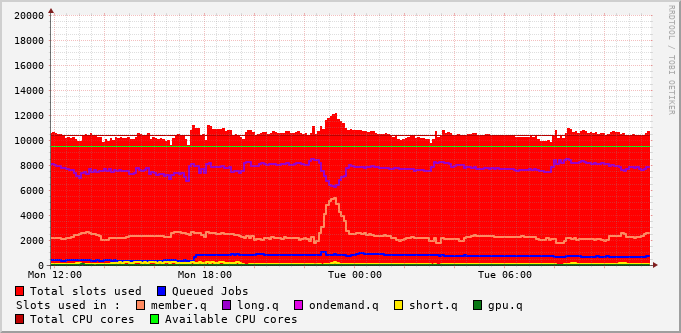 20000
18000
16000
14000
12000
10000
8000
6000
4000
2000
0
Mon 12:00 Mon 18:00 Tue 00:00 Tue 06:00
Total slots used Queued Jobs
Slots used in : member.q long.q ondemand.q short.q gpu.q
Total CPU cores Available CPU cores
RRDTOOL / TOBI OETIKER